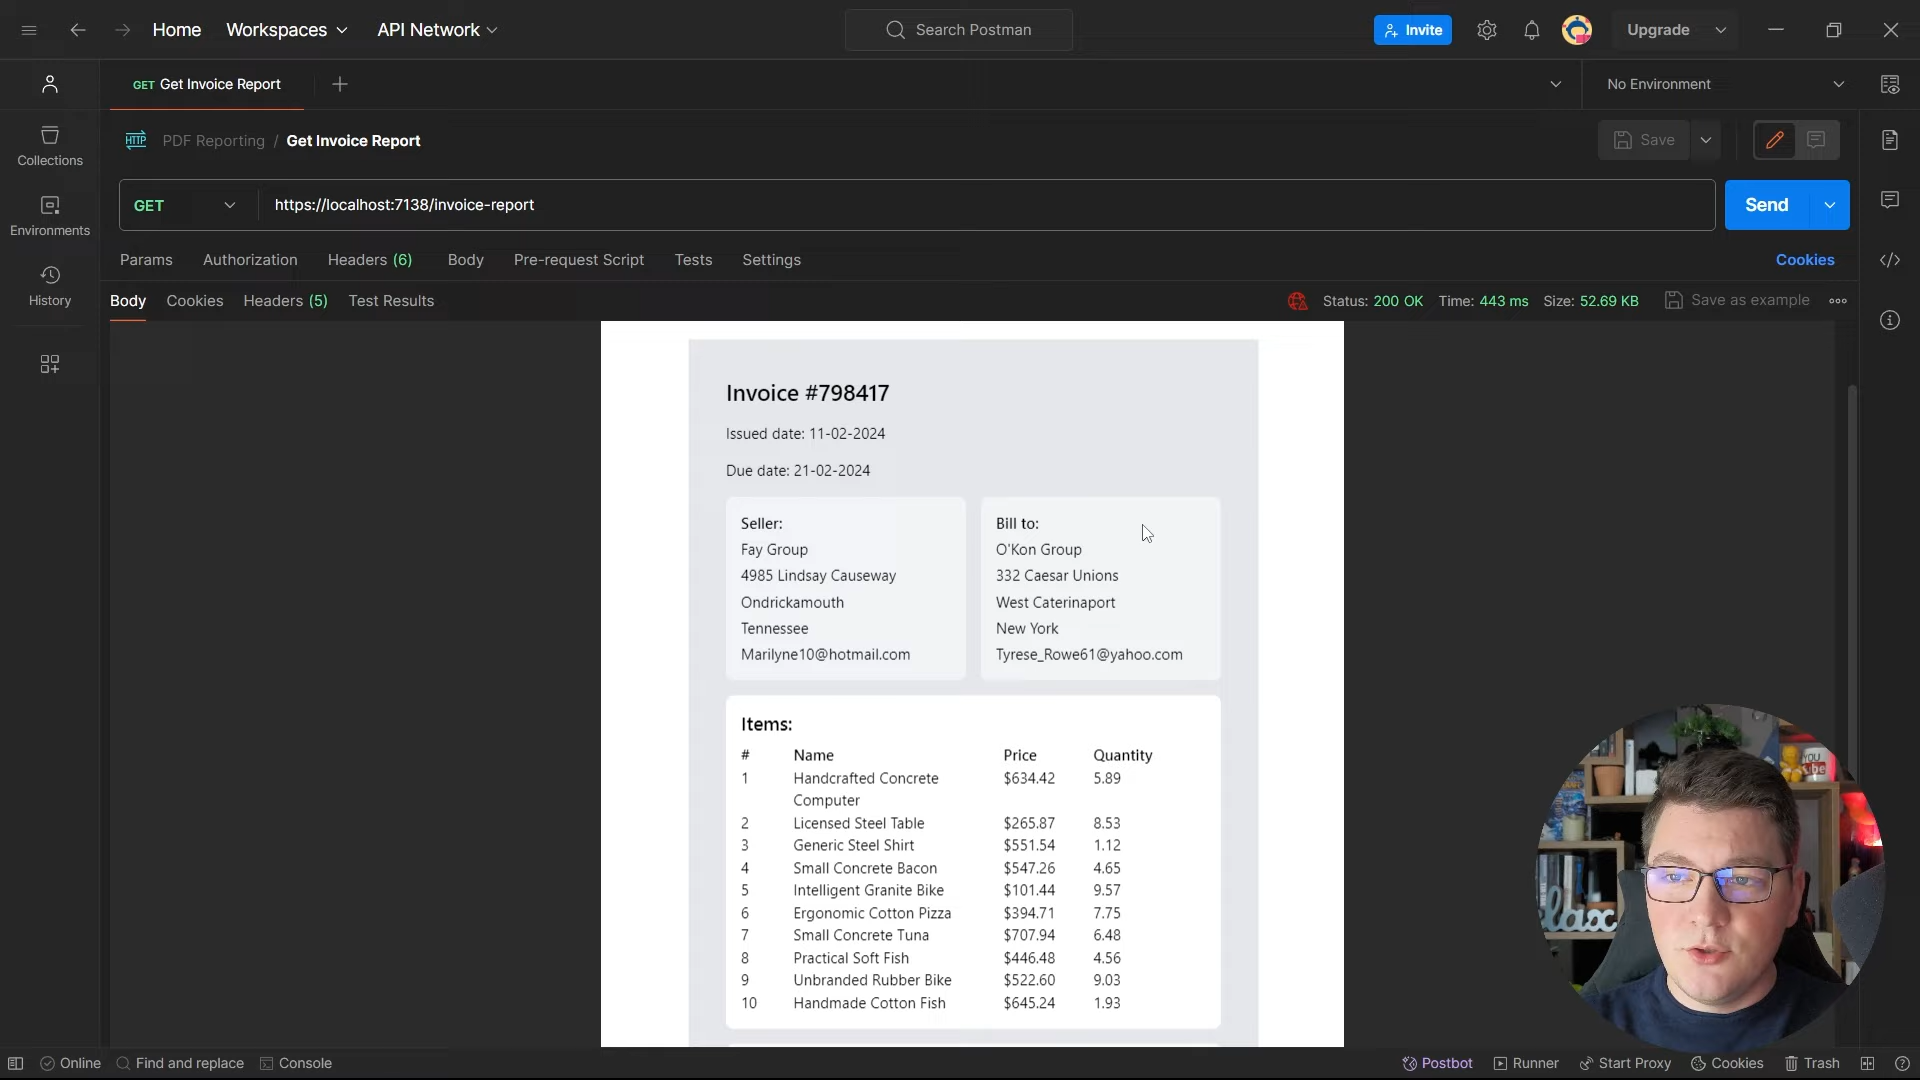 Home Workspaces API Network Search Postman Invite Upgrade
GET Get Invoice Report No Environment
PDF Reporting / Get Invoice Report Save
Collections
GET https://localhost:7138/invoice-report Send
Environments
Params Authorization Headers (6) Body Pre-request Script Tests Settings Cookies
History
Body Cookies Headers (5) Test Results Status: 200 OK Time: 443 ms Size: 52.69 KB Save as example
Invoice #798417
Issued date: 11-02-2024
Due date: 21-02-2024
Seller:
Fay Group
4985 Lindsay Causeway
Ondrickamouth
Tennessee
Marilyne10@hotmail.com
Bill to:
O'Kon Group
332 Caesar Unions
West Caterinaport
New York
Tyrese_Rowe61@yahoo.com
Items:
# Name Price Quantity
1 Handcrafted Concrete $634.42 5.89
Computer
2 Licensed Steel Table $265.87 8.53
3 Generic Steel Shirt $551.54 1.12
4 Small Concrete Bacon $547.26 4.65
5 Intelligent Granite Bike $101.44 9.57
6 Ergonomic Cotton Pizza $394.71 7.75
7 Small Concrete Tuna $707.94 6.48
8 Practical Soft Fish $446.48 4.56
9 Unbranded Rubber Bike $522.60 9.03
10 Handmade Cotton Fish $645.24 1.93
YOU
elax
Online Find and replace Console Postbot Runner Start Proxy Cookies Trash